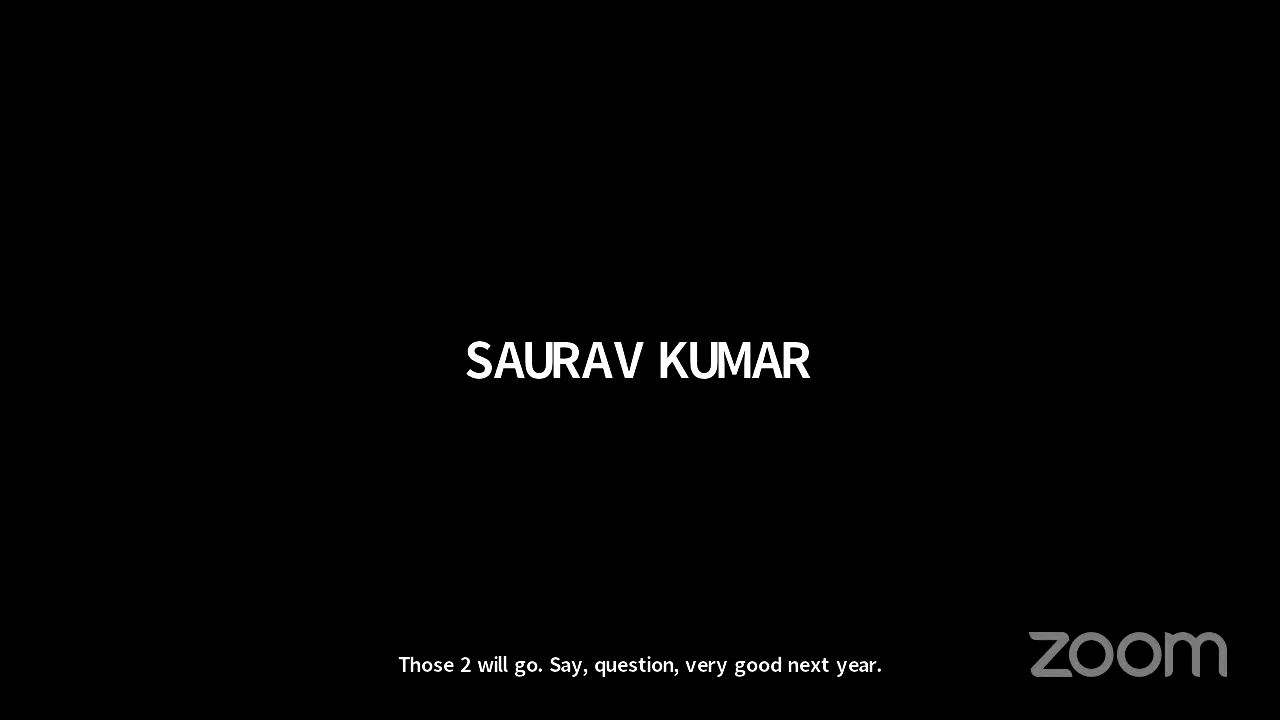 SAURAV KUMAR
Those 2 will go. Say, question, very good next year.
zoom